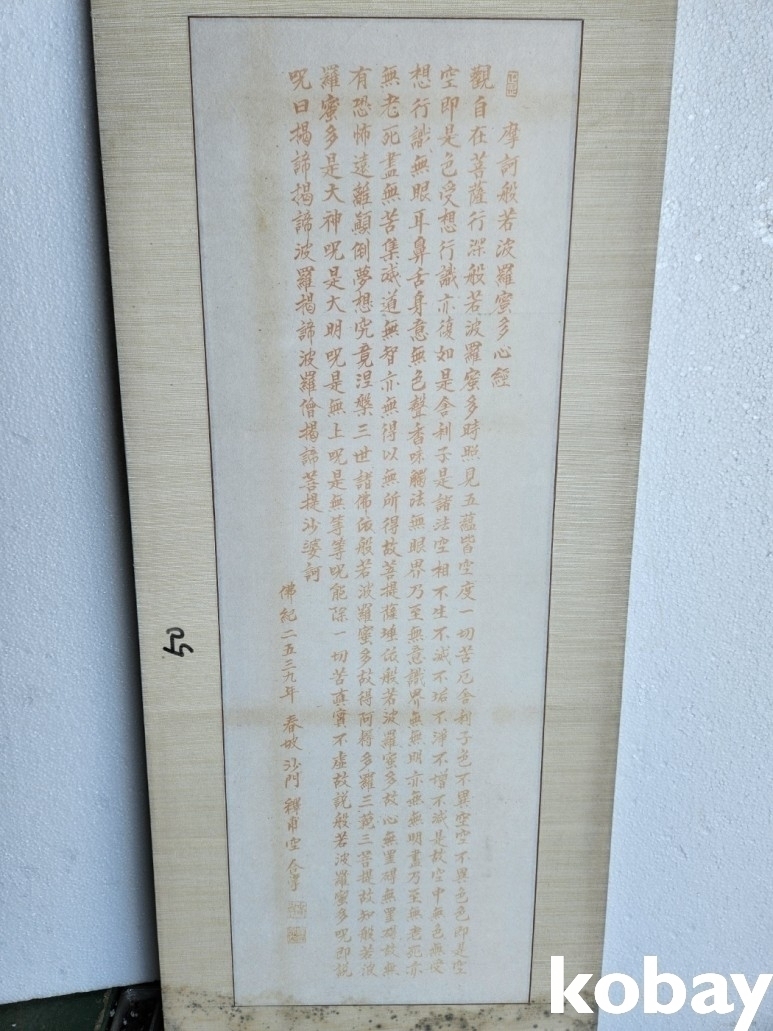 摩訶般若波羅蜜多心經
觀自在菩薩行深般若波羅蜜多時照見五蘊皆空度一切苦厄舍利子色不異空空不異色色即是空
空即是色受想行識亦復如是舍利子是諸法空相不生不滅不垢不淨不增不減是故空中無色無受
想行識無眼耳鼻舌身意無色聲香味觸法無眼界乃至無意識界無無明亦無無明盡乃至無老死亦
無老死盡無苦集滅道無智亦無得以無所得故菩提薩埵依般若波羅蜜多故心無罣碍無罣碍故無
有恐怖遠離顛倒夢想究竟涅槃三世諸佛依般若波羅蜜多故得阿耨多羅三藐三菩提故知般若波
羅蜜多是大神呪是大明呪是無上呪是無等等呪能除一切苦真實不虛故說般若波羅蜜多呪即說
呪曰揭諦揭諦波羅揭諦波羅僧揭諦菩提沙婆訶
佛紀二五三九年 春坡沙門 釋甫空
50
kobay